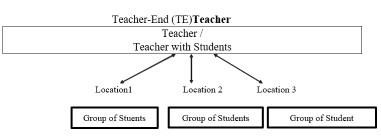 Teacher-End (TE)Teacher
Teacher /
Teacher with Students
Location1 Location 2 Location 3
Group of Stuents Group of Students Group of Student